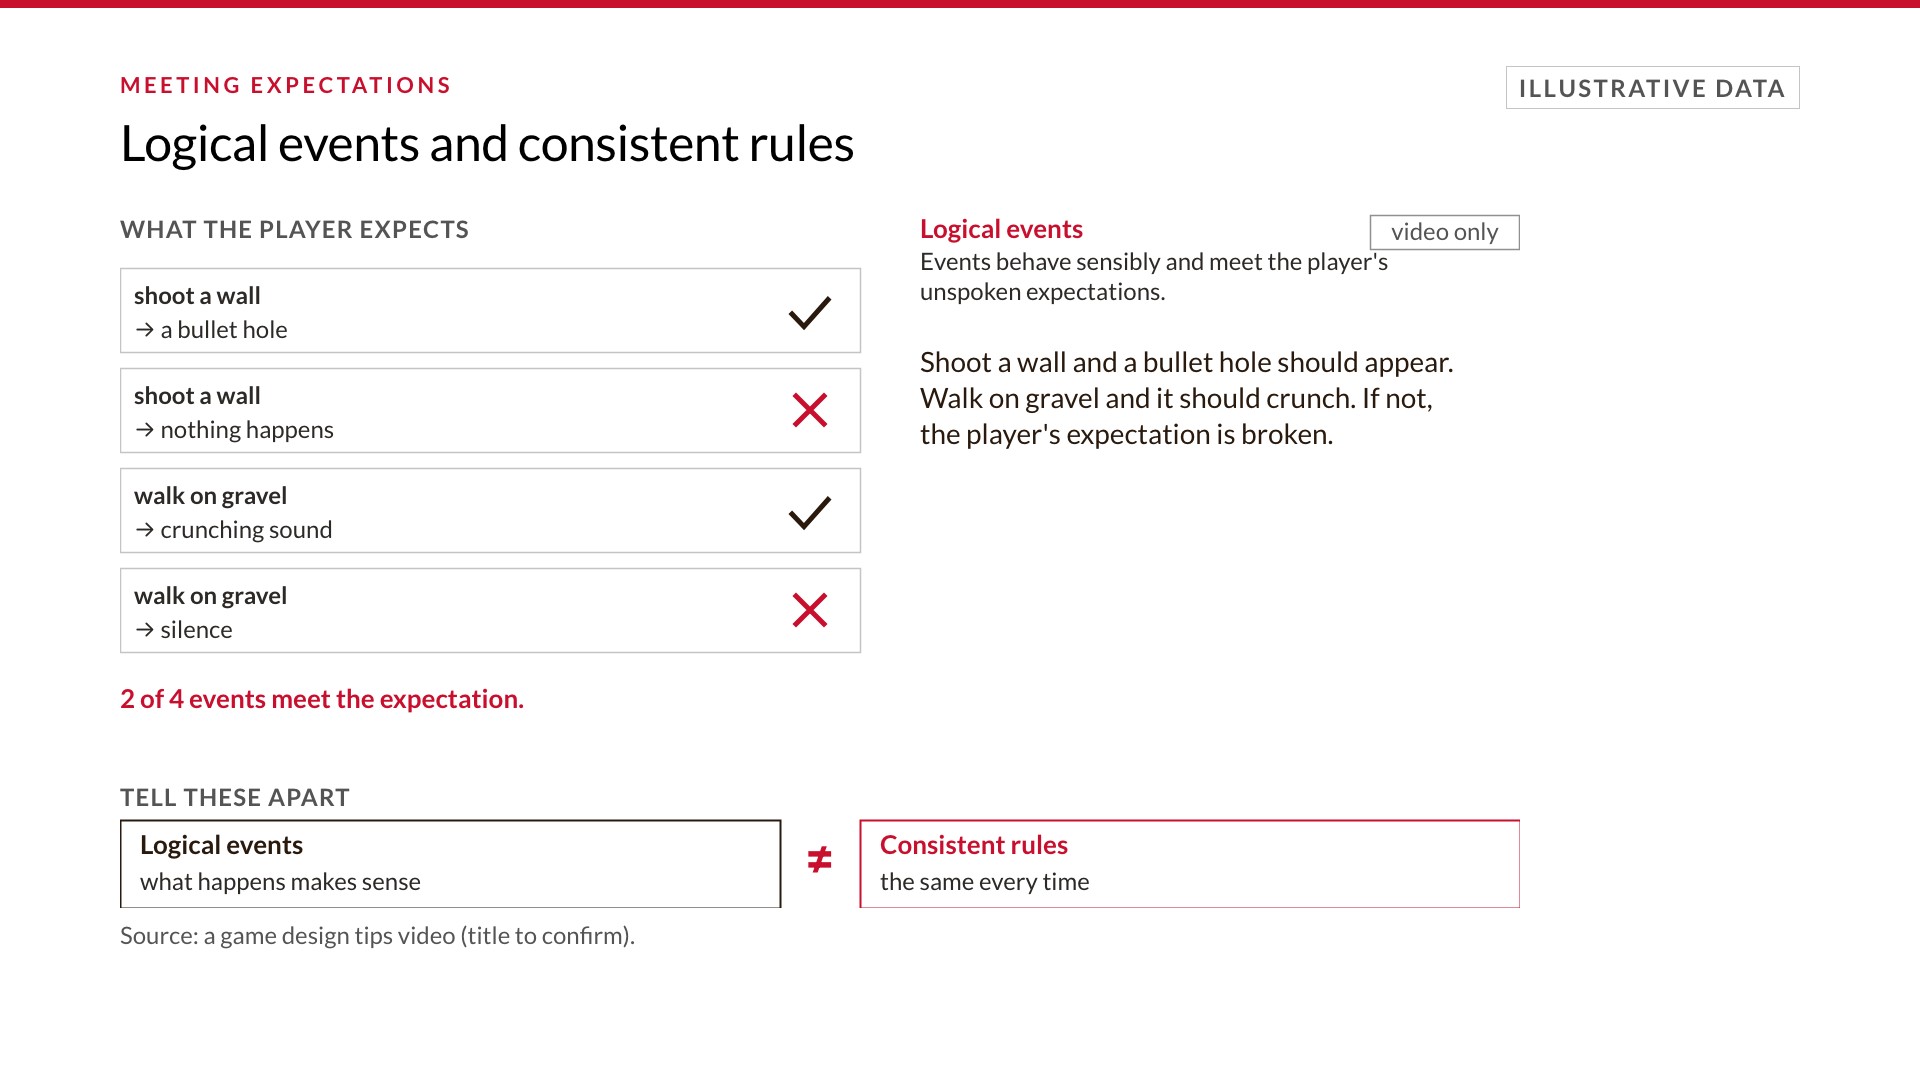 MEETING EXPECTATIONS
ILLUSTRATIVE DATA
Logical events and consistent rules
WHAT THE PLAYER EXPECTS
shoot a wall
→ a bullet hole
shoot a wall
→ nothing happens
walk on gravel
→ crunching sound
walk on gravel
→ silence
2 of 4 events meet the expectation.
Logical events
video only
Events behave sensibly and meet the player's
unspoken expectations.
Shoot a wall and a bullet hole should appear.
Walk on gravel and it should crunch. If not,
the player's expectation is broken.
TELL THESE APART
Logical events
what happens makes sense
≠
Consistent rules
the same every time
Source: a game design tips video (title to confirm).